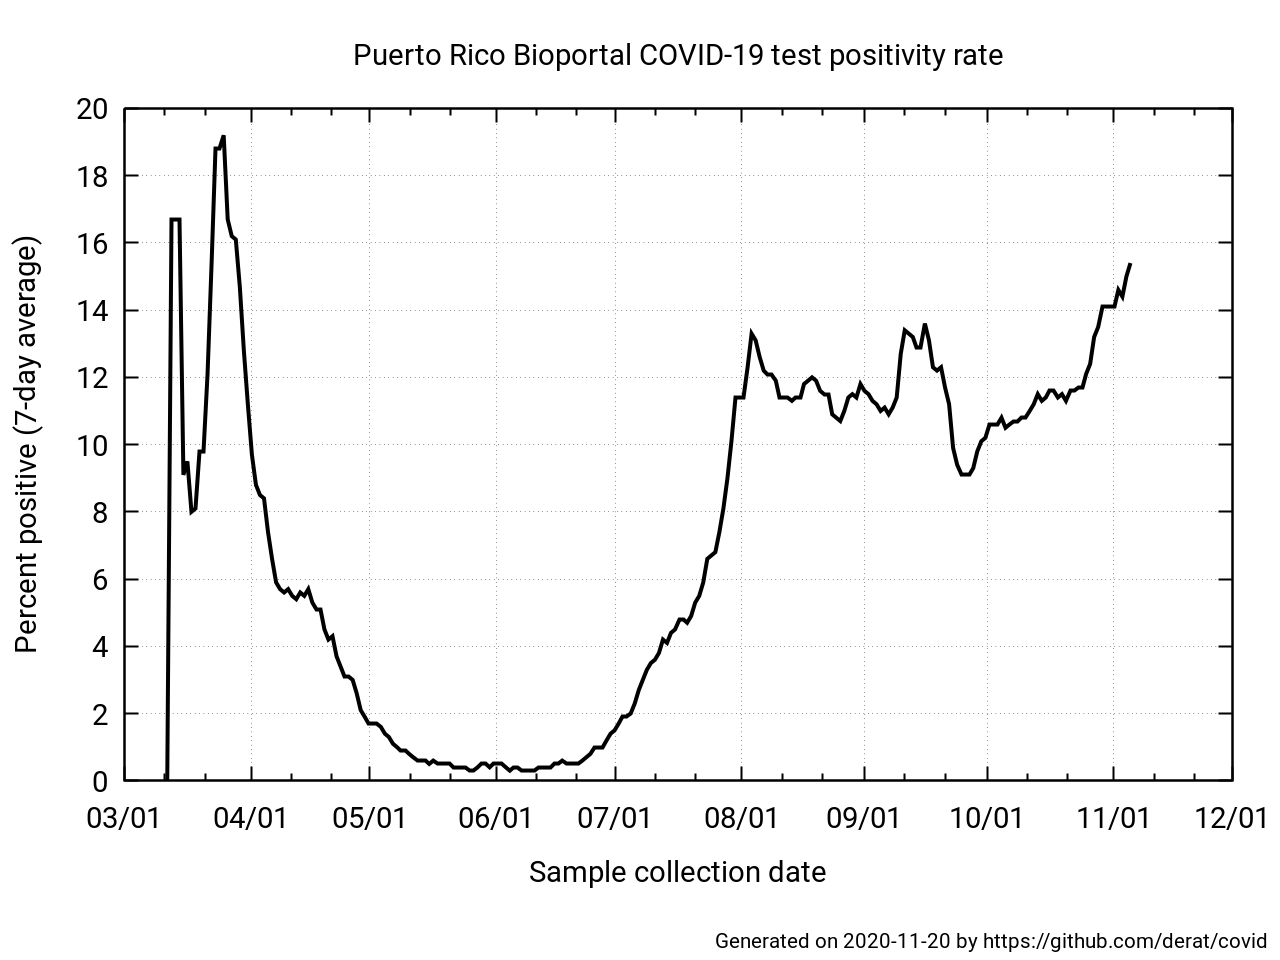 Puerto Rico Bioportal COVID-19 test positivity rate
20
18
16
14
12
10
8
6
4
2
0
Percent positive (7-day average)
03/01 04/01 05/01 06/01 07/01 08/01 09/01 10/01 11/01 12/01
Sample collection date
Generated on 2020-11-20 by https://github.com/derat/covid